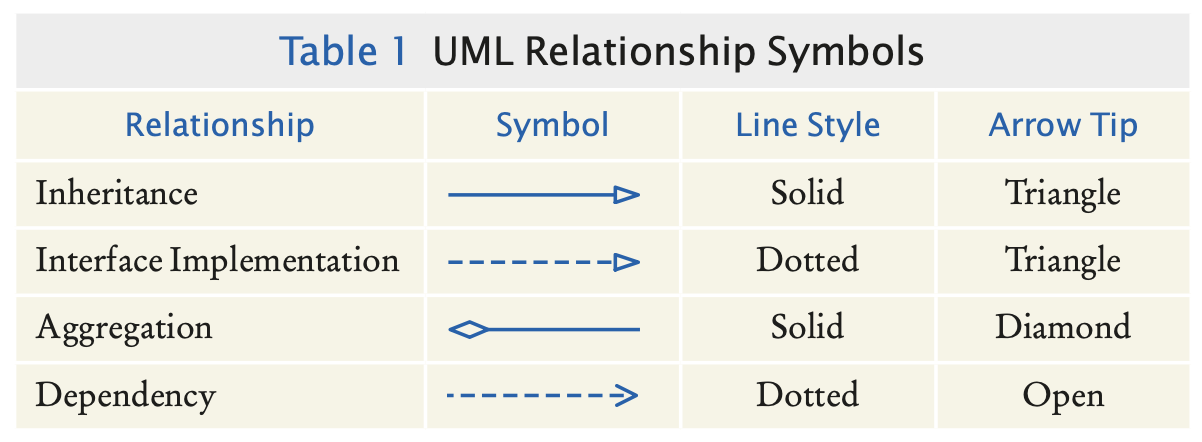 Table 1 UML Relationship Symbols
Relationship Symbol Line Style Arrow Tip
Inheritance Solid Triangle
Interface Implementation Dotted Triangle
Aggregation Solid Diamond
Dependency Dotted Open